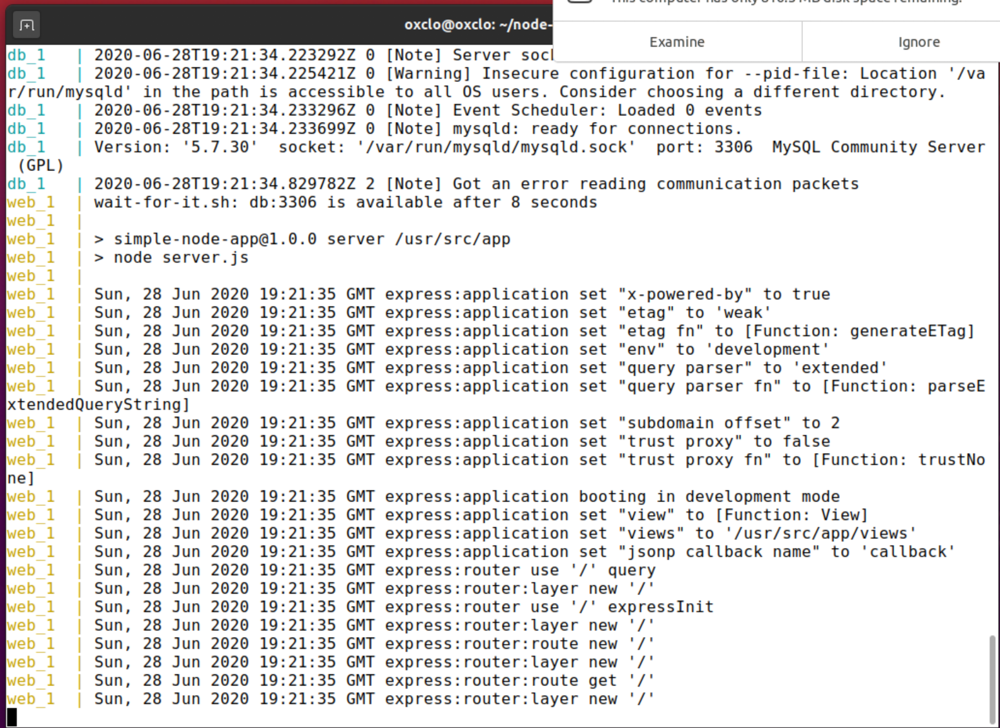 This computer has only 816.5 MB disk space remaining.
oxclo@oxclo: ~/node-
Examine
Ignore
db_1   | 2020-06-28T19:21:34.223292Z 0 [Note] Server
db_1   | 2020-06-28T19:21:34.225421Z 0 [Warning] Insecure configuration for --pid-file: Location '/va
r/run/mysqld' in the path is accessible to all OS users. Consider choosing a different directory.
db_1   | 2020-06-28T19:21:34.233296Z 0 [Note] Event Scheduler: Loaded 0 events
db_1   | 2020-06-28T19:21:34.233699Z 0 [Note] mysqld: ready for connections.
db_1   | Version: '5.7.30'  socket: '/var/run/mysqld/mysqld.sock'  port: 3306  MySQL Community Server
 (GPL)
db_1   | 2020-06-28T19:21:34.829782Z 2 [Note] Got an error reading communication packets
web_1  | wait-for-it.sh: db:3306 is available after 8 seconds
web_1  |
web_1  | > simple-node-app@1.0.0 server /usr/src/app
web_1  | > node server.js
web_1  |
web_1  | Sun, 28 Jun 2020 19:21:35 GMT express:application set "x-powered-by" to true
web_1  | Sun, 28 Jun 2020 19:21:35 GMT express:application set "etag" to 'weak'
web_1  | Sun, 28 Jun 2020 19:21:35 GMT express:application set "etag fn" to [Function: generateETag]
web_1  | Sun, 28 Jun 2020 19:21:35 GMT express:application set "env" to 'development'
web_1  | Sun, 28 Jun 2020 19:21:35 GMT express:application set "query parser" to 'extended'
web_1  | Sun, 28 Jun 2020 19:21:35 GMT express:application set "query parser fn" to [Function: parseE
xtendedQueryString]
web_1  | Sun, 28 Jun 2020 19:21:35 GMT express:application set "subdomain offset" to 2
web_1  | Sun, 28 Jun 2020 19:21:35 GMT express:application set "trust proxy" to false
web_1  | Sun, 28 Jun 2020 19:21:35 GMT express:application set "trust proxy fn" to [Function: trustNo
ne]
web_1  | Sun, 28 Jun 2020 19:21:35 GMT express:application booting in development mode
web_1  | Sun, 28 Jun 2020 19:21:35 GMT express:application set "view" to [Function: View]
web_1  | Sun, 28 Jun 2020 19:21:35 GMT express:application set "views" to '/usr/src/app/views'
web_1  | Sun, 28 Jun 2020 19:21:35 GMT express:application set "jsonp callback name" to 'callback'
web_1  | Sun, 28 Jun 2020 19:21:35 GMT express:router use '/' query
web_1  | Sun, 28 Jun 2020 19:21:35 GMT express:router:layer new '/'
web_1  | Sun, 28 Jun 2020 19:21:35 GMT express:router use '/' expressInit
web_1  | Sun, 28 Jun 2020 19:21:35 GMT express:router:layer new '/'
web_1  | Sun, 28 Jun 2020 19:21:35 GMT express:router:route new '/'
web_1  | Sun, 28 Jun 2020 19:21:35 GMT express:router:layer new '/'
web_1  | Sun, 28 Jun 2020 19:21:35 GMT express:router:route get '/'
web_1  | Sun, 28 Jun 2020 19:21:35 GMT express:router:layer new '/'